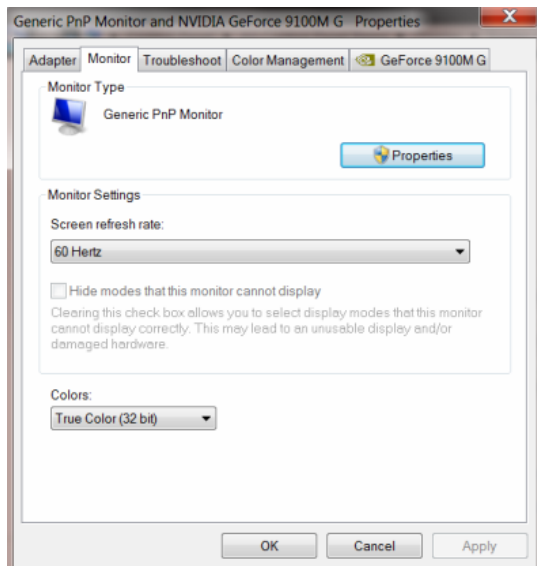 Generic PnP Monitor and NVIDIA GeForce 9100M G Properties
Adapter Monitor Troubleshoot Color Management GeForce 9100M G
Monitor Type
Generic PnP Monitor
Properties
Monitor Settings
Screen refresh rate:
60 Hertz
Hide modes that this monitor cannot display
Clearing this check box allows you to select display modes that this monitor
cannot display correctly. This may lead to an unusable display and/or
damaged hardware.
Colors:
True Color (32 bit)
OK Cancel Apply